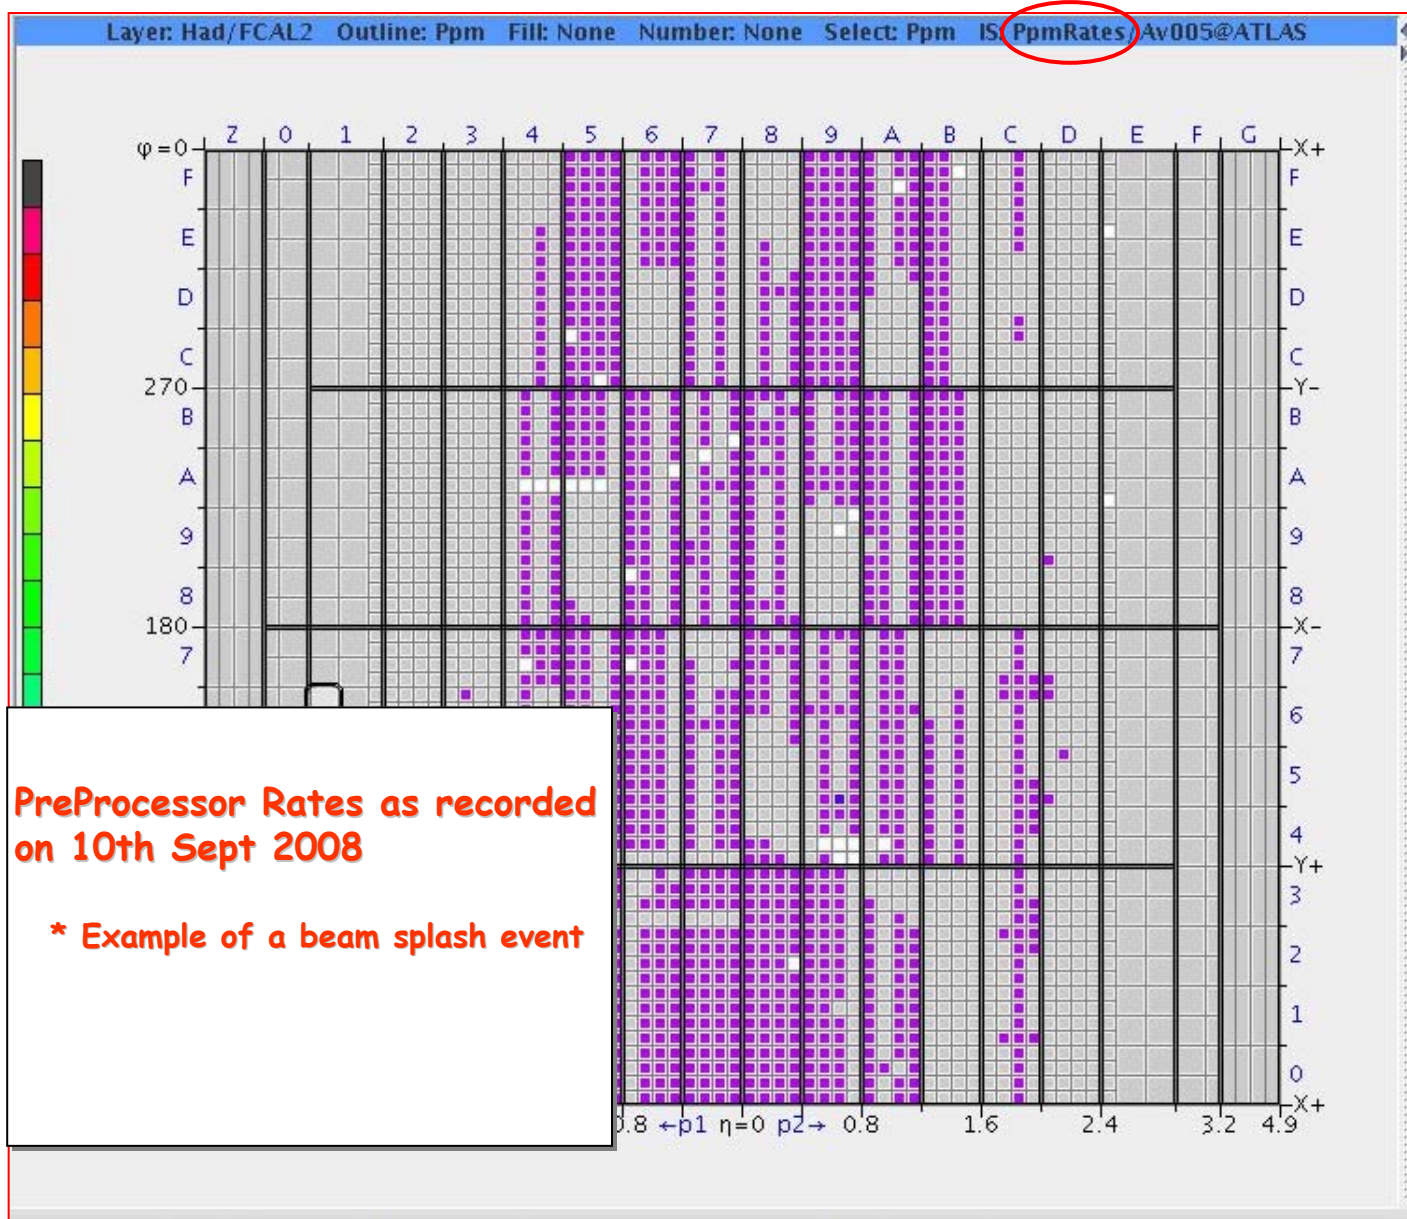 Layer: Had/FCAL2 Outline: Ppm Fill: None Number: None Select: Ppm IS: PpmRates/Av005@ATLAS
Z 0 1 2 3 4 5 6 7 8 9 A B C D E F G
φ=0 X+
F F
E E
D D
C C
270 Y-
B B
A A
9 9
8 8
180 X-
7 7
6
5
4
Y+
3
2
1
0
X+
0.8 ←p1 η=0 p2→ 0.8 1.6 2.4 3.2 4.9
PreProcessor Rates as recorded
on 10th Sept 2008
* Example of a beam splash event